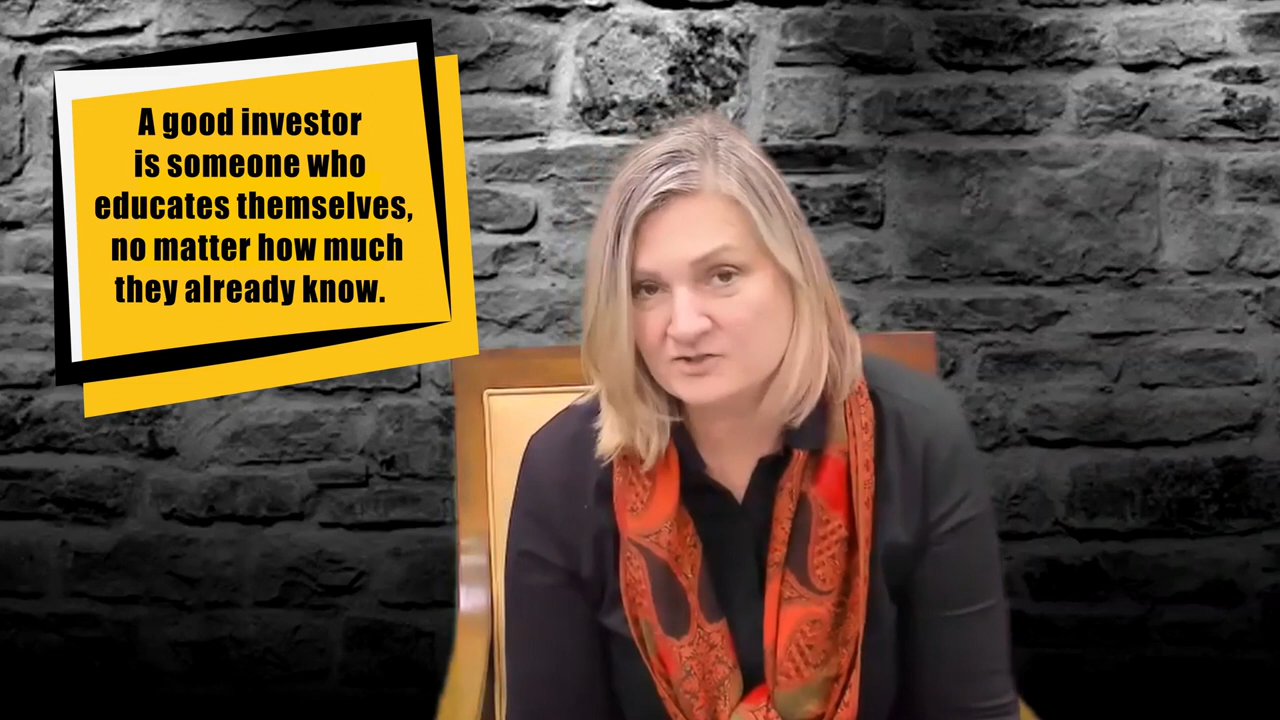 A good investor
is someone who
educates themselves,
no matter how much
they already know.